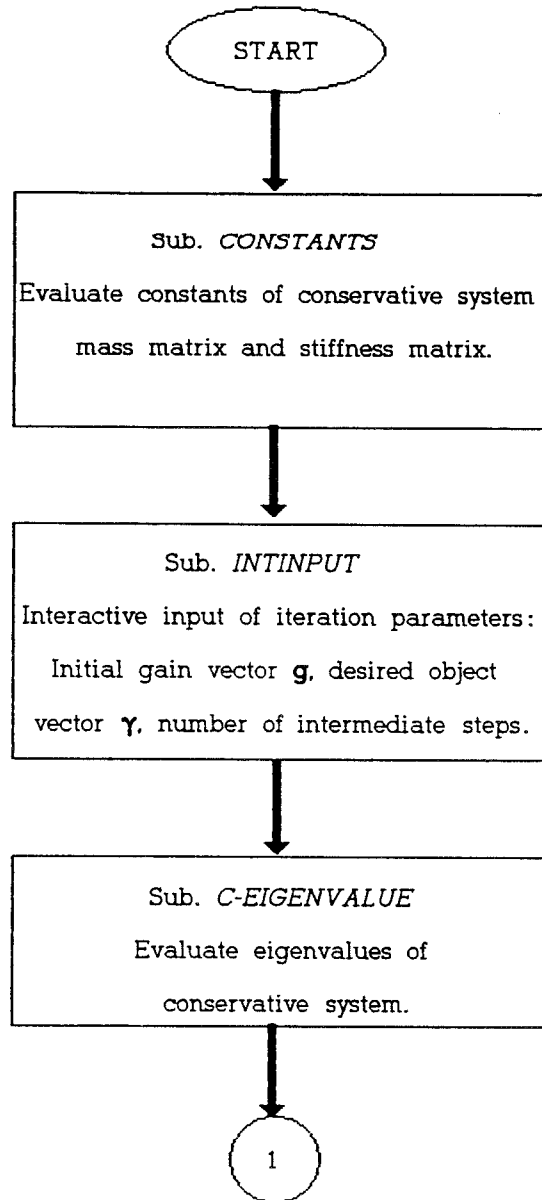 START
Sub. CONSTANTS
Evaluate constants of conservative system
mass matrix and stiffness matrix.
Sub. INTINPUT
Interactive input of iteration parameters:
Initial gain vector g, desired object
vector γ, number of intermediate steps.
Sub. C-EIGENVALUE
Evaluate eigenvalues of
conservative system.
1